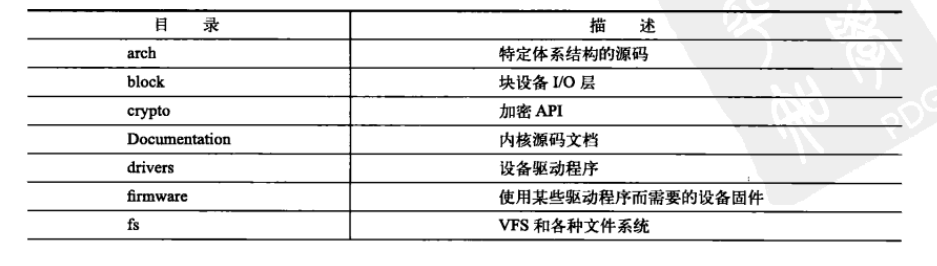 目 录 描 述
arch 特定体系结构的源码
block 块设备 I/O 层
crypto 加密 API
Documentation 内核源码文档
drivers 设备驱动程序
firmware 使用某些驱动程序而需要的设备固件
fs VFS 和各种文件系统
PDG